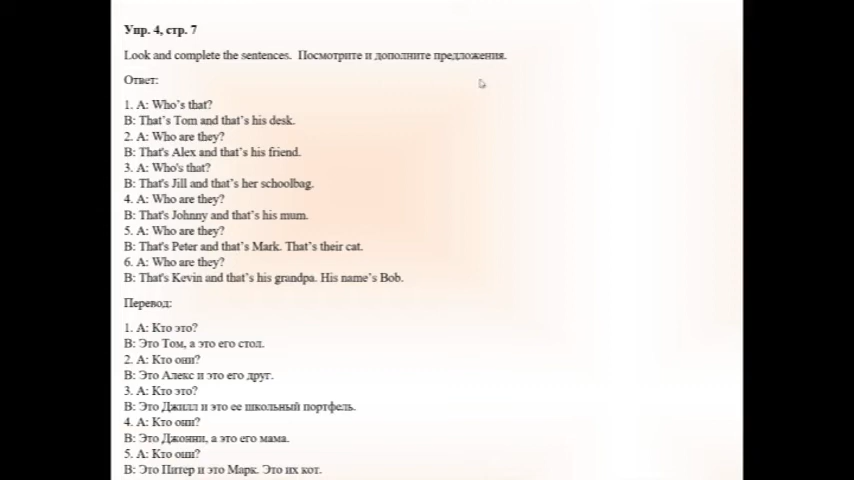 Упр. 4, стр. 7
Look and complete the sentences. Посмотрите и дополните предложения.
Ответ:
1. A: Who’s that?
B: That’s Tom and that’s his desk.
2. A: Who are they?
B: That's Alex and that’s his friend.
3. A: Who's that?
B: That's Jill and that’s her schoolbag.
4. A: Who are they?
B: That's Johnny and that’s his mum.
5. A: Who are they?
B: That's Peter and that’s Mark. That’s their cat.
6. A: Who are they?
B: That's Kevin and that’s his grandpa. His name’s Bob.
Перевод:
1. А: Кто это?
В: Это Том, а это его стол.
2. А: Кто они?
В: Это Алекс и это его друг.
3. А: Кто это?
В: Это Джилл и это ее школьный портфель.
4. А: Кто они?
В: Это Джонни, а это его мама.
5. А: Кто они?
В: Это Питер и это Марк. Это их кот.